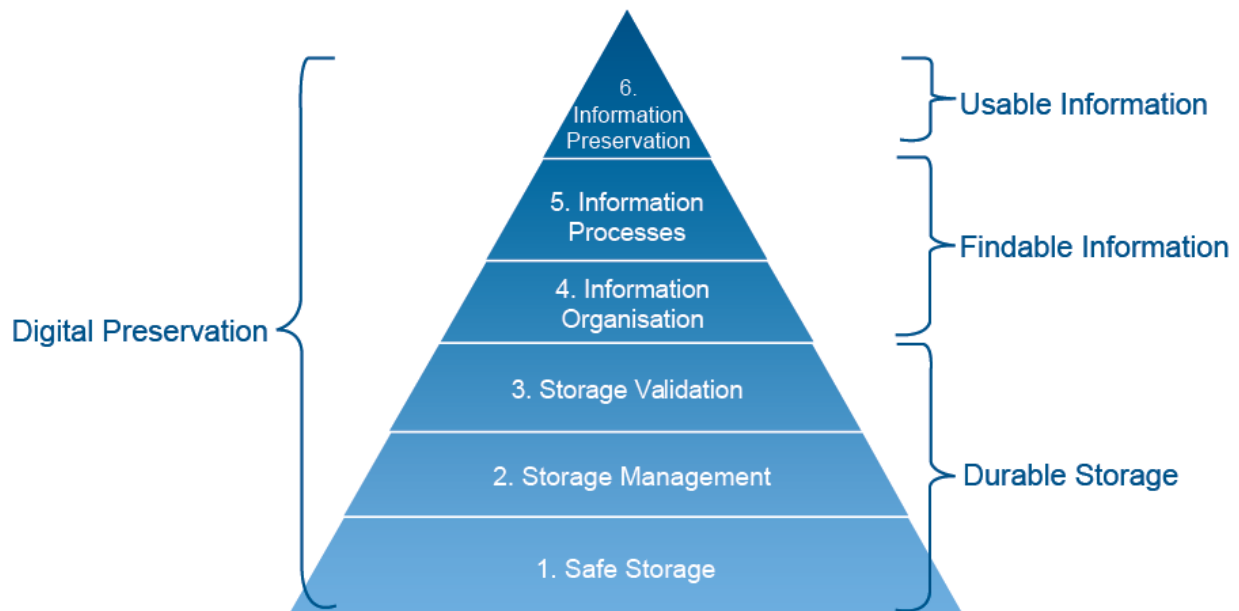 6.
Information
Preservation
Usable Information
5. Information
Processes
Findable Information
4. Information
Organisation
Digital Preservation
3. Storage Validation
2. Storage Management
Durable Storage
1. Safe Storage